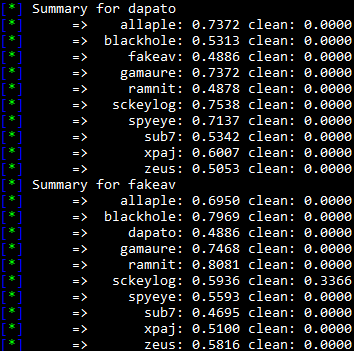 [*] Summary for dapato
[*] => allaple: 0.7372 clean: 0.0000
[*] => blackhole: 0.5313 clean: 0.0000
[*] => fakeav: 0.4886 clean: 0.0000
[*] => gamaure: 0.7372 clean: 0.0000
[*] => ramnit: 0.4878 clean: 0.0000
[*] => sckeylog: 0.7538 clean: 0.0000
[*] => spyeye: 0.7137 clean: 0.0000
[*] => sub7: 0.5342 clean: 0.0000
[*] => xpaj: 0.6007 clean: 0.0000
[*] => zeus: 0.5053 clean: 0.0000
[*] Summary for fakeav
[*] => allaple: 0.6950 clean: 0.0000
[*] => blackhole: 0.7969 clean: 0.0000
[*] => dapato: 0.4886 clean: 0.0000
[*] => gamaure: 0.7468 clean: 0.0000
[*] => ramnit: 0.8081 clean: 0.0000
[*] => sckeylog: 0.5936 clean: 0.3366
[*] => spyeye: 0.5593 clean: 0.0000
[*] => sub7: 0.4695 clean: 0.0000
[*] => xpaj: 0.5100 clean: 0.0000
[*] => zeus: 0.5816 clean: 0.0000